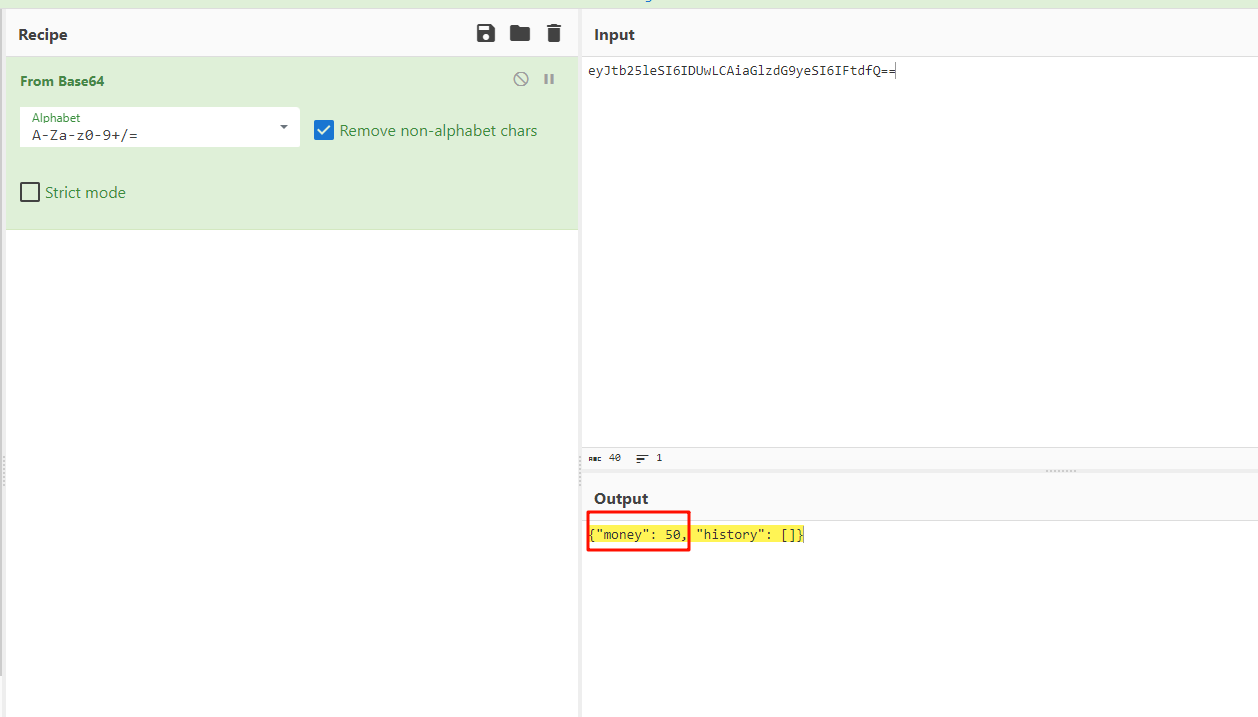 Recipe
From Base64
Alphabet
A-Za-z0-9+/=
Remove non-alphabet chars
Strict mode
Input
eyJtb25leSI6IDUwLCAiaGlzdG9yeSI6IFtdfQ==
ABC 40 1
Output
{"money": 50, "history": []}